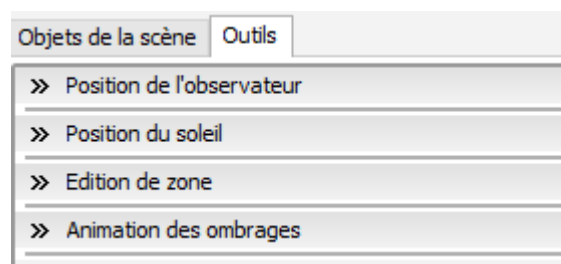 Objets de la scène Outils
» Position de l'observateur
» Position du soleil
» Edition de zone
» Animation des ombrages